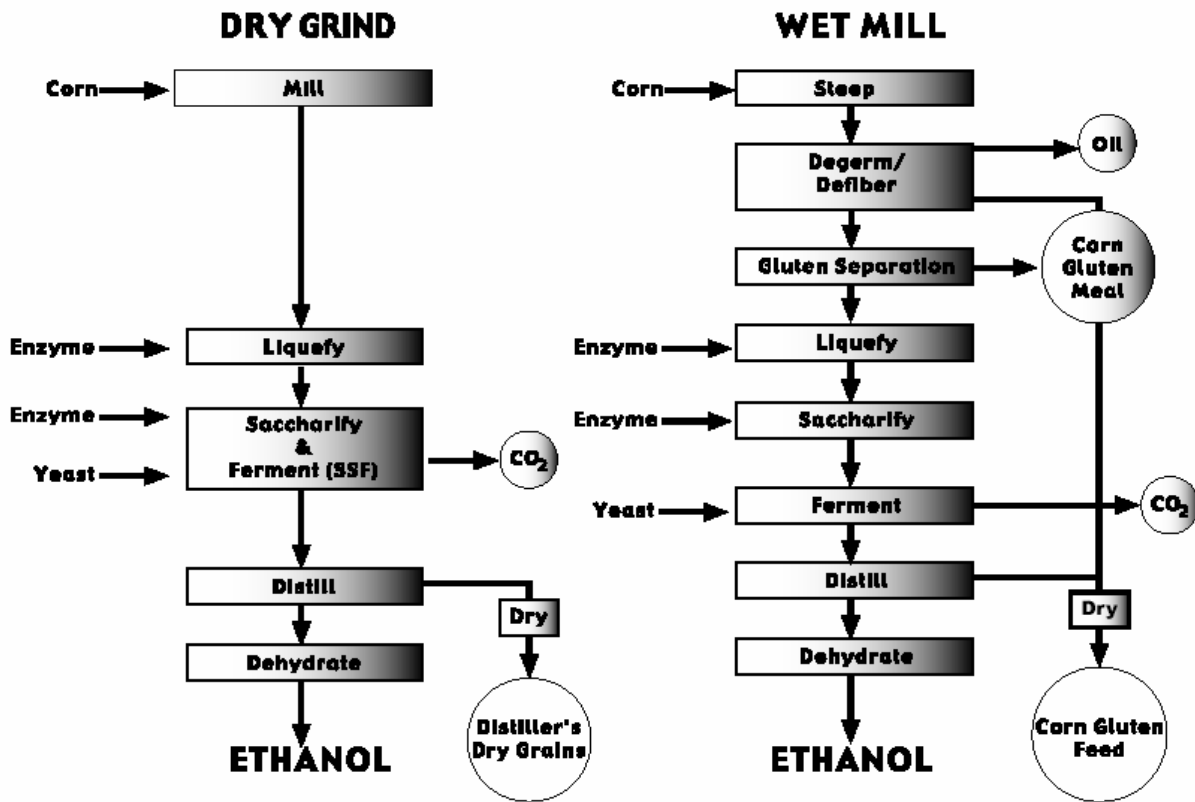 DRY GRIND
Corn
Mill
Enzyme
Liquefy
Enzyme
Saccharify
&
Ferment (SSF)
Yeast
CO2
Distill
Dry
Dehydrate
Distiller's
Dry Grains
ETHANOL
WET MILL
Corn
Steep
Degerm/
Defiber
Oil
Gluten Separation
Corn
Gluten
Meal
Enzyme
Liquefy
Enzyme
Saccharify
Yeast
Ferment
CO2
Distill
Dry
Dehydrate
Corn Gluten
Feed
ETHANOL